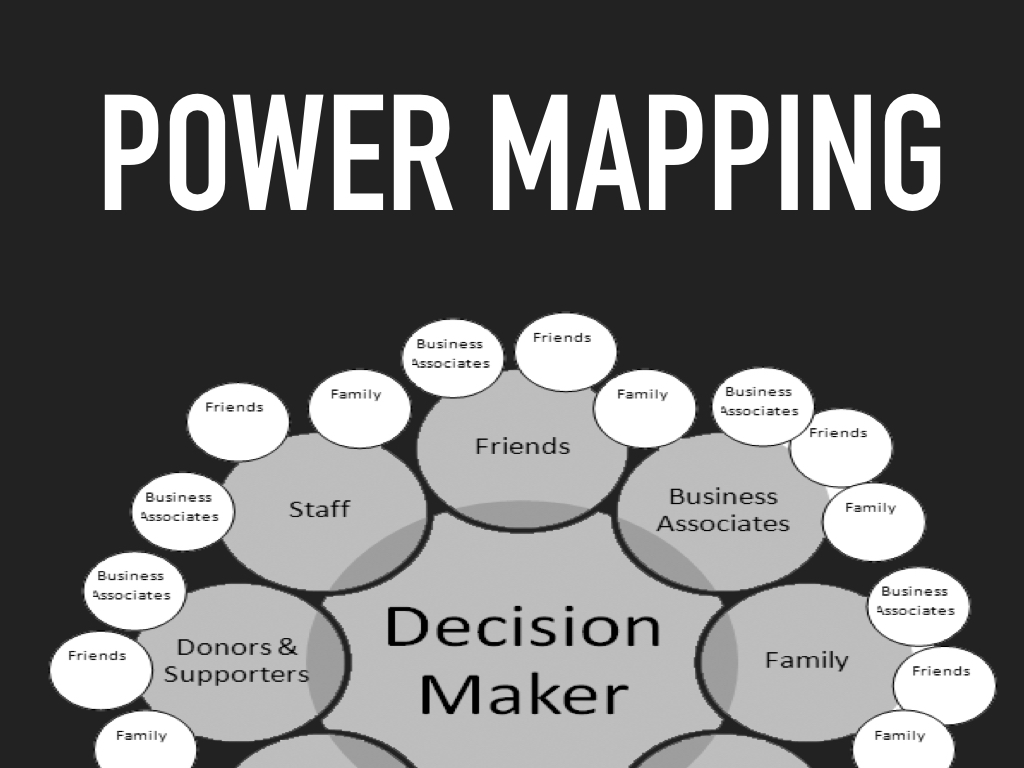 POWER MAPPING
Friends
Business
Associates
Friends
Family
Family
Business
Associates
Friends
Friends
Family
Business
Associates
Staff
Business
Associates
Family
Business
Associates
Decision
Maker
Business
Associates
Donors &
Supporters
Family
Friends
Friends
Family
Family